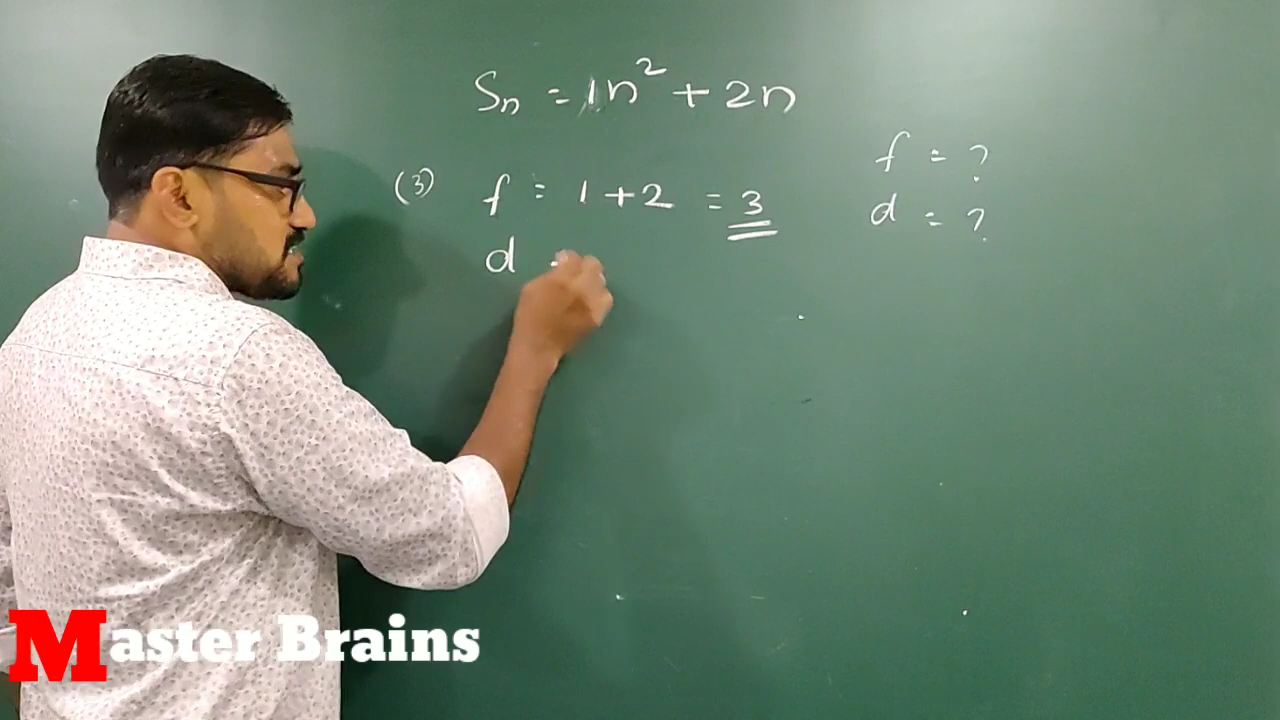 Sn = 1n² + 2n
f = ?
(3) f = 1 + 2 = 3
d = ?
d =
Master Brains